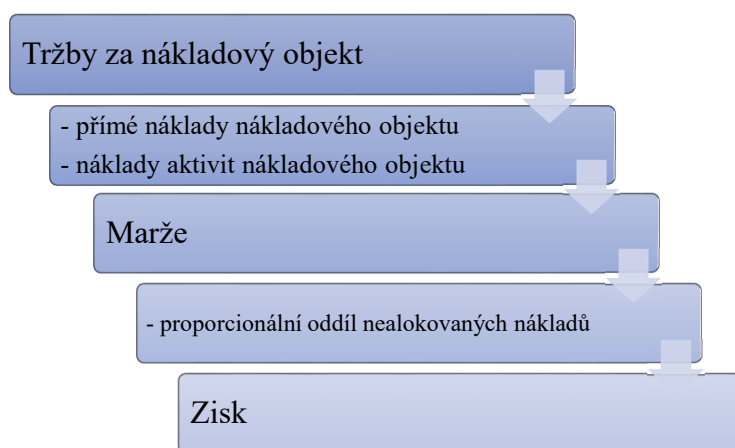 Tržby za nákladový objekt
- přímé náklady nákladového objektu
- náklady aktivit nákladového objektu
Marže
- proporcionální oddíl nealokovaných nákladů
Zisk